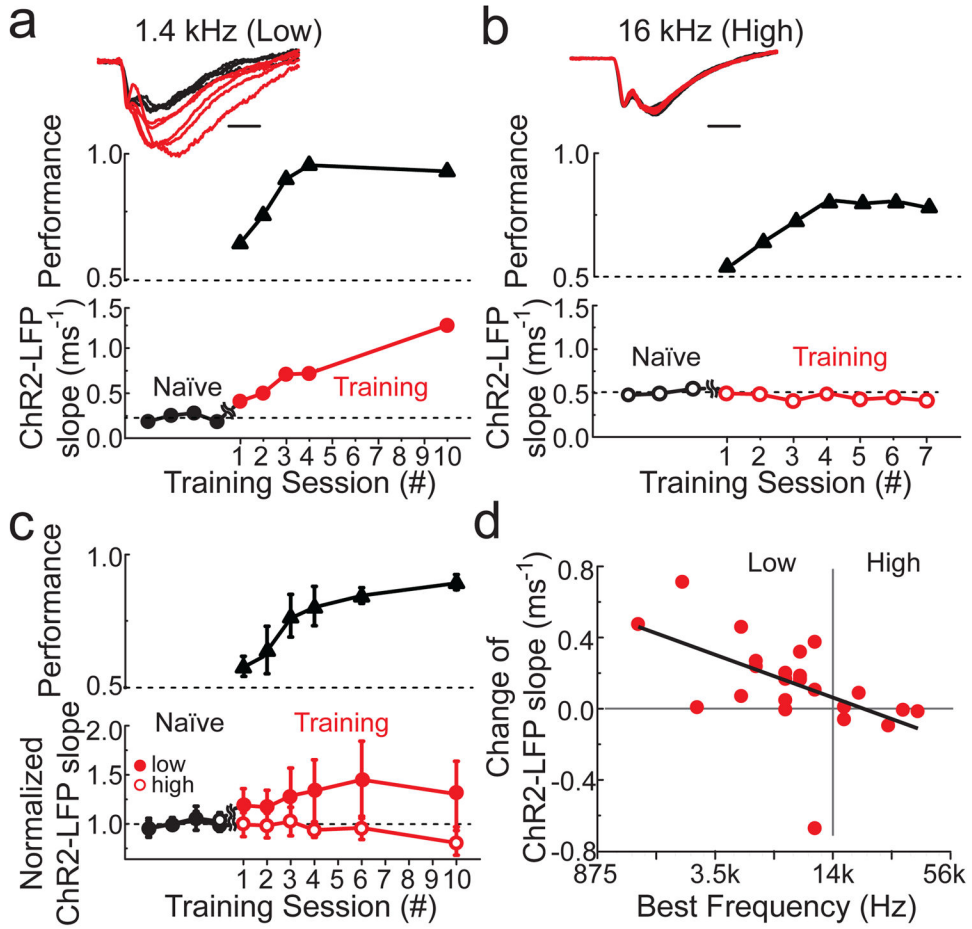 a
1.4 kHz (Low)
Performance
1.0
0.5
ChR2-LFP
slope (ms-1)
1.5
1.0
0.5
0.0
Naïve
Training
1 2 3 4 5 6 7 8 9 10
Training Session (#)
b
16 kHz (High)
Performance
1.0
0.5
ChR2-LFP
slope (ms-1)
1.5
1.0
0.5
0.0
Naïve
Training
1 2 3 4 5 6 7
Training Session (#)
c
Performance
1.0
0.5
Normalized
ChR2-LFP slope
2.0
1.5
1.0
Naïve
Training
low
high
1 2 3 4 5 6 7 8 9 10
Training Session (#)
d
Low
High
Change of
ChR2-LFP slope (ms-1)
0.8
0.4
0.0
-0.4
-0.8
875 3.5k 14k 56k
Best Frequency (Hz)